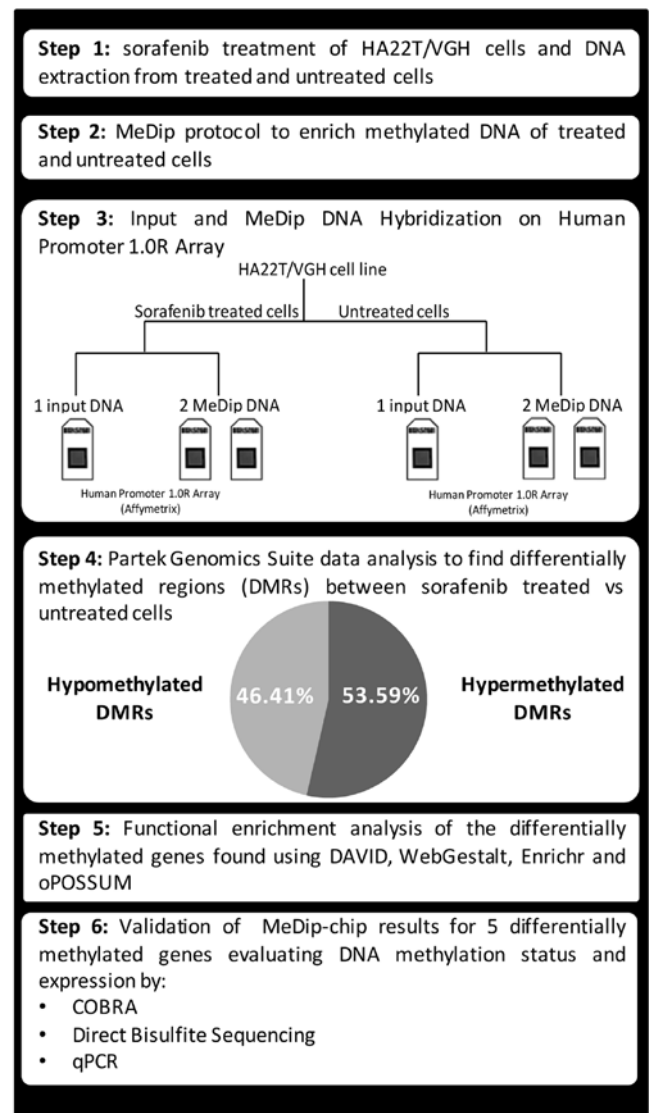 Step 1: sorafenib treatment of HA22T/VGH cells and DNA
extraction from treated and untreated cells
Step 2: MeDip protocol to enrich methylated DNA of treated
and untreated cells
Step 3: Input and MeDip DNA Hybridization on Human
Promoter 1.0R Array
HA22T/VGH cell line
Sorafenib treated cells
Untreated cells
1 input DNA
2 MeDip DNA
1 input DNA
2 MeDip DNA
Human Promoter 1.0R Array
(Affymetrix)
Human Promoter 1.0R Array
(Affymetrix)
Step 4: Partek Genomics Suite data analysis to find differentially
methylated regions (DMRs) between sorafenib treated vs
untreated cells
Hypomethylated
DMRs
46.41%
53.59%
Hypermethylated
DMRs
Step 5: Functional enrichment analysis of the differentially
methylated genes found using DAVID, WebGestalt, Enrichr and
oPOSSUM
Step 6: Validation of MeDip-chip results for 5 differentially
methylated genes evaluating DNA methylation status and
expression by:
• COBRA
• Direct Bisulfite Sequencing
• qPCR